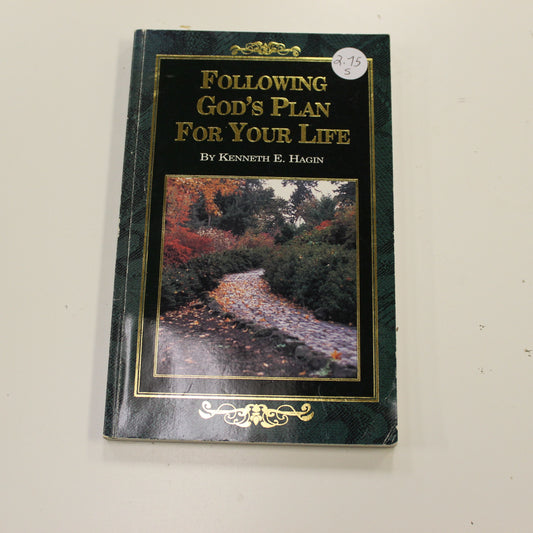 FOLLOWING
GOD'S PLAN
FOR YOUR LIFE
BY KENNETH E. HAGIN
2.75
S